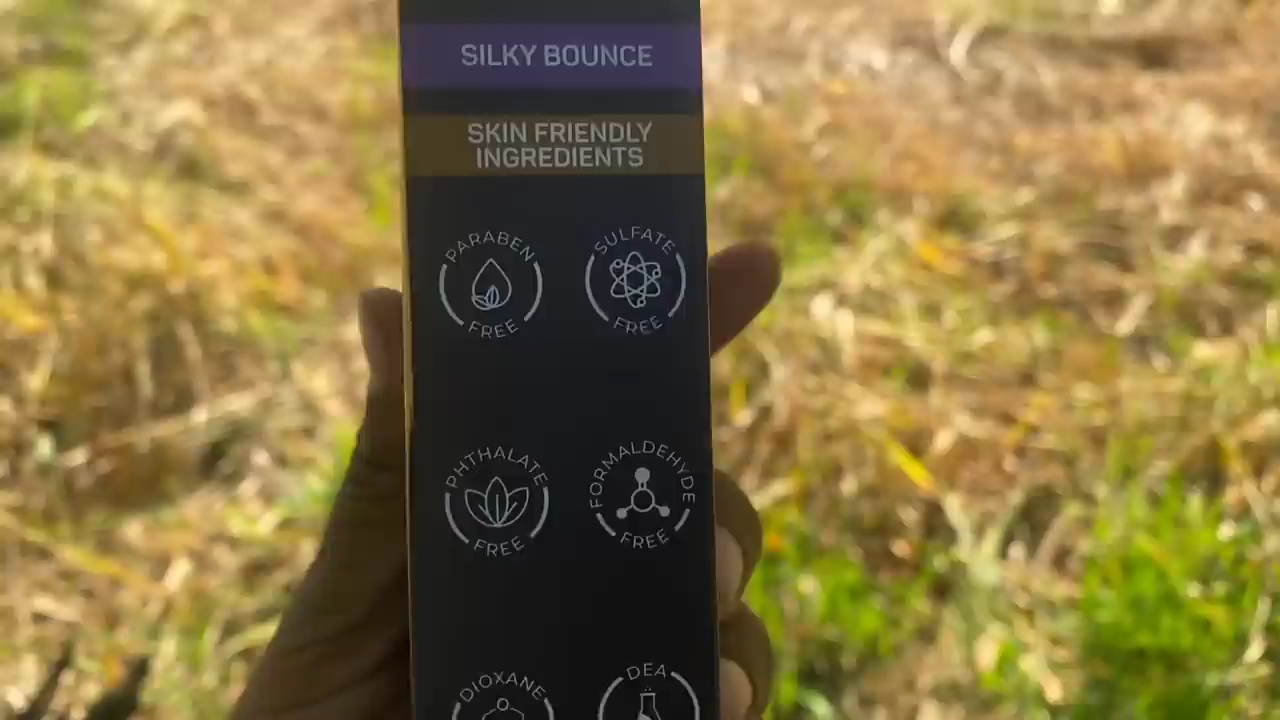 SILKY BOUNCE
SKIN FRIENDLY
INGREDIENTS
PARABEN
FREE
SULFATE
FREE
PHTHALATE
FREE
FORMALDEHYDE
FREE
DIOXANE
DEA